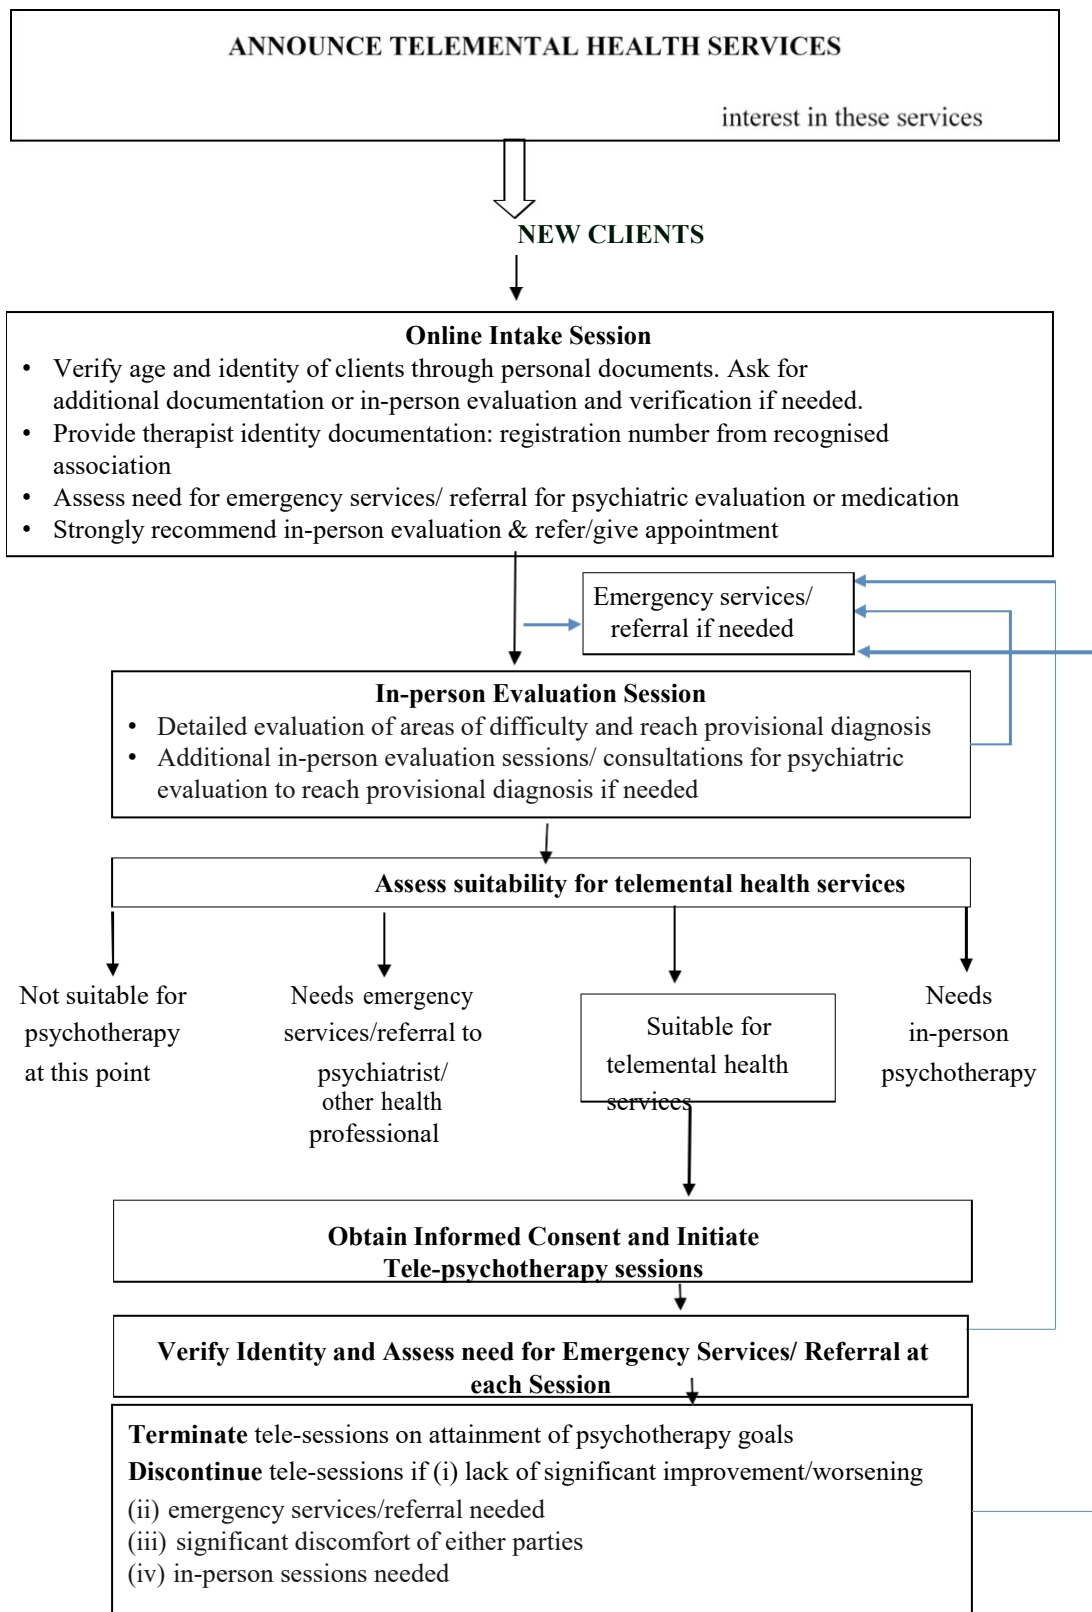 ANNOUNCE TELEMENTAL HEALTH SERVICES
interest in these services
NEW CLIENTS
Online Intake Session
• Verify age and identity of clients through personal documents. Ask for
additional documentation or in-person evaluation and verification if needed.
• Provide therapist identity documentation: registration number from recognised
association
• Assess need for emergency services/ referral for psychiatric evaluation or medication
• Strongly recommend in-person evaluation & refer/give appointment
Emergency services/
referral if needed
In-person Evaluation Session
• Detailed evaluation of areas of difficulty and reach provisional diagnosis
• Additional in-person evaluation sessions/ consultations for psychiatric
evaluation to reach provisional diagnosis if needed
Assess suitability for telemental health services
Not suitable for
psychotherapy
at this point
Needs emergency
services/referral to
psychiatrist/
other health
professional
Suitable for
telemental health
services
Needs
in-person
psychotherapy
Obtain Informed Consent and Initiate
Tele-psychotherapy sessions
Verify Identity and Assess need for Emergency Services/ Referral at
each Session
Terminate tele-sessions on attainment of psychotherapy goals
Discontinue tele-sessions if (i) lack of significant improvement/worsening
(ii) emergency services/referral needed
(iii) significant discomfort of either parties
(iv) in-person sessions needed